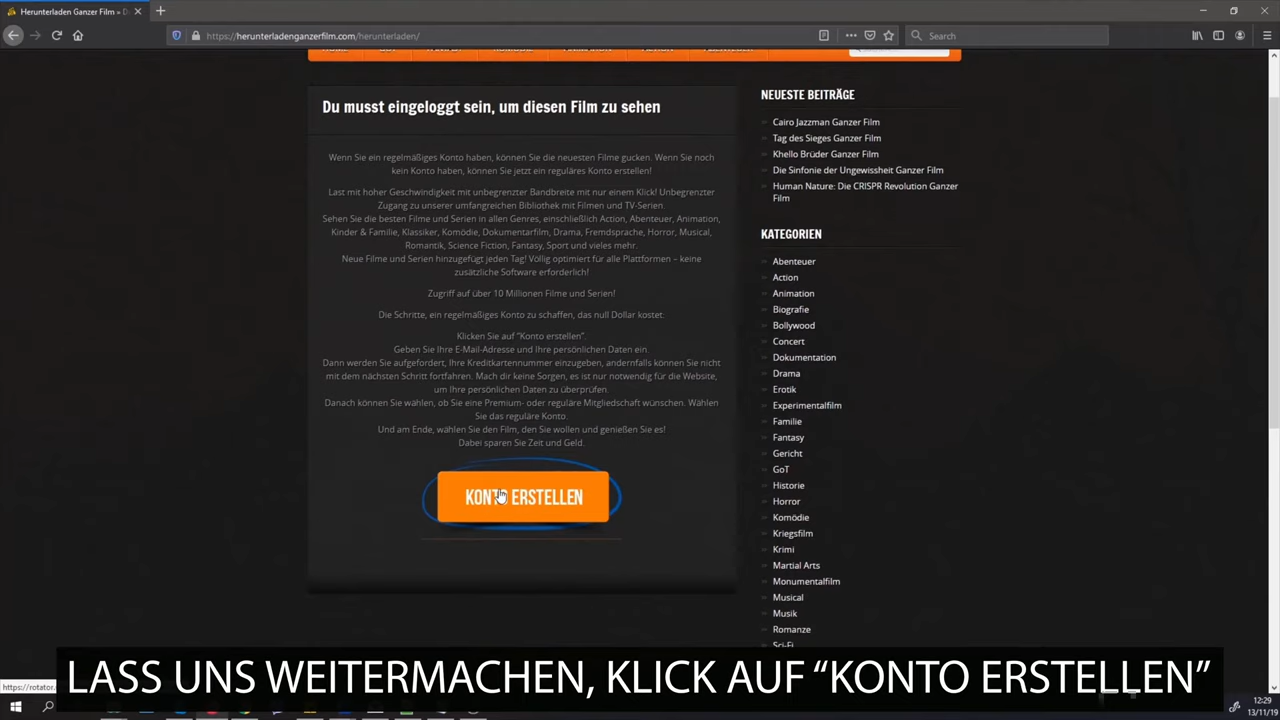 Herunterladen Ganzer Film » D
https://herunterladenganzerfilm.com/herunterladen/
Search
Du musst eingeloggt sein, um diesen Film zu sehen
Wenn Sie ein regelmäßiges Konto haben, können Sie die neuesten Filme gucken. Wenn Sie noch
kein Konto haben, können Sie jetzt ein reguläres Konto erstellen!
Last mit hoher Geschwindigkeit mit unbegrenzter Bandbreite mit nur einem Klick! Unbegrenzter
Zugang zu unserer umfangreichen Bibliothek mit Filmen und TV-Serien.
Sehen Sie die besten Filme und Serien in allen Genres, einschließlich Action, Abenteuer, Animation,
Kinder & Familie, Klassiker, Komödie, Dokumentarfilm, Drama, Fremdsprache, Horror, Musical,
Romantik, Science Fiction, Fantasy, Sport und vieles mehr.
Neue Filme und Serien hinzugefügt jeden Tag! Völlig optimiert für alle Plattformen – keine
zusätzliche Software erforderlich!
Zugriff auf über 10 Millionen Filme und Serien!
Die Schritte, ein regelmäßiges Konto zu schaffen, das null Dollar kostet:
Klicken Sie auf “Konto erstellen”.
Geben Sie Ihre E-Mail-Adresse und Ihre persönlichen Daten ein.
Dann werden Sie aufgefordert, Ihre Kreditkartennummer einzugeben, andernfalls können Sie nicht
mit dem nächsten Schritt fortfahren. Mach dir keine Sorgen, es ist nur notwendig für die Website,
um Ihre persönlichen Daten zu überprüfen.
Danach können Sie wählen, ob Sie eine Premium- oder reguläre Mitgliedschaft wünschen. Wählen
Sie das reguläre Konto.
Und am Ende, wählen Sie den Film, den Sie wollen und genießen Sie es!
Dabei sparen Sie Zeit und Geld.
KONTO ERSTELLEN
NEUESTE BEITRÄGE
Cairo Jazzman Ganzer Film
Tag des Sieges Ganzer Film
Khello Brüder Ganzer Film
Die Sinfonie der Ungewissheit Ganzer Film
Human Nature: Die CRISPR Revolution Ganzer
Film
KATEGORIEN
Abenteuer
Action
Animation
Biografie
Bollywood
Concert
Dokumentation
Drama
Erotik
Experimentalfilm
Familie
Fantasy
Gericht
GoT
Historie
Horror
Komödie
Kriegsfilm
Krimi
Martial Arts
Monumentalfilm
Musical
Musik
Romanze
Sci-Fi
https://rotator.
LASS UNS WEITERMACHEN, KLICK AUF “KONTO ERSTELLEN”
12:29
13/11/19